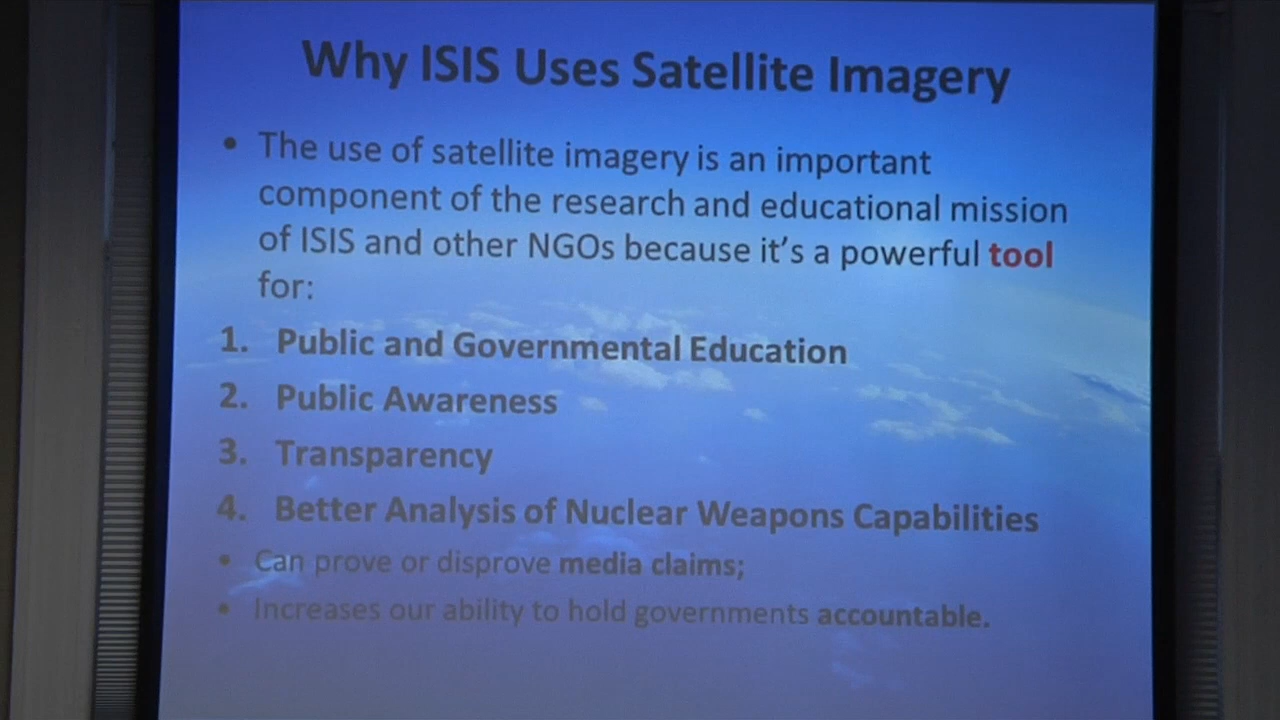 Why ISIS Uses Satellite Imagery
• The use of satellite imagery is an important
component of the research and educational mission
of ISIS and other NGOs because it’s a powerful tool
for:
1. Public and Governmental Education
2. Public Awareness
3. Transparency
4. Better Analysis of Nuclear Weapons Capabilities
• Can prove or disprove media claims;
• Increases our ability to hold governments accountable.